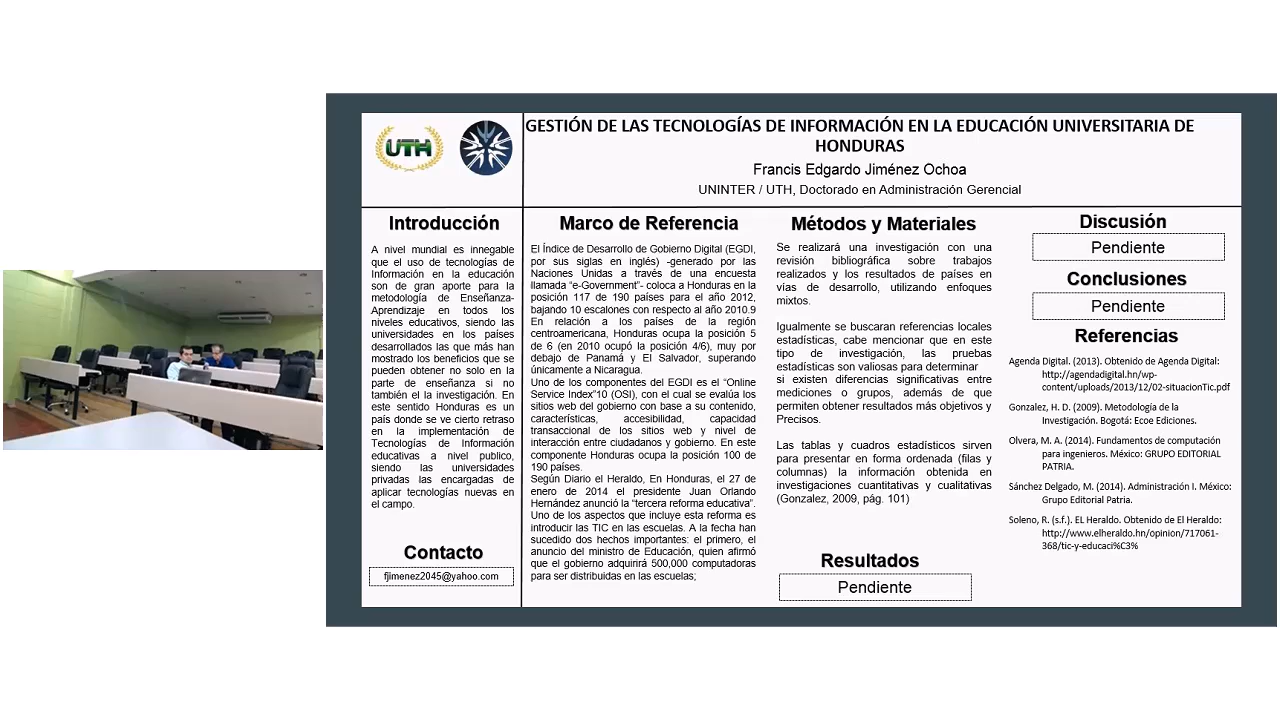 UTH
GESTIÓN DE LAS TECNOLOGÍAS DE INFORMACIÓN EN LA EDUCACIÓN UNIVERSITARIA DE
HONDURAS
Francis Edgardo Jiménez Ochoa
UNINTER / UTH, Doctorado en Administración Gerencial
Introducción
A nivel mundial es innegable
que el uso de tecnologías de
Información en la educación
son de gran aporte para la
metodología de Enseñanza-
Aprendizaje en todos los
niveles educativos, siendo las
universidades en los países
desarrollados las que más han
mostrado los beneficios que se
pueden obtener no solo en la
parte de enseñanza si no
también el la investigación. En
este sentido Honduras es un
país donde se ve cierto retraso
en la implementación de
Tecnologías de Información
educativas a nivel publico,
siendo las universidades
privadas las encargadas de
aplicar tecnologías nuevas en
el campo.
Contacto
fjimenez2045@yahoo.com
Marco de Referencia
El Índice de Desarrollo de Gobierno Digital (EGDI,
por sus siglas en inglés) -generado por las
Naciones Unidas a través de una encuesta
llamada “e-Government”- coloca a Honduras en la
posición 117 de 190 países para el año 2012,
bajando 10 escalones con respecto al año 2010.9
En relación a los países de la región
centroamericana, Honduras ocupa la posición 5
de 6 (en 2010 ocupó la posición 4/6), muy por
debajo de Panamá y El Salvador, superando
únicamente a Nicaragua.
Uno de los componentes del EGDI es el “Online
Service Index”10 (OSI), con el cual se evalúa los
sitios web del gobierno con base a su contenido,
características, accesibilidad, capacidad
transaccional de los sitios web y nivel de
interacción entre ciudadanos y gobierno. En este
componente Honduras ocupa la posición 100 de
190 países.
Según Diario el Heraldo, En Honduras, el 27 de
enero de 2014 el presidente Juan Orlando
Hernández anunció la “tercera reforma educativa”.
Uno de los aspectos que incluye esta reforma es
introducir las TIC en las escuelas. A la fecha han
sucedido dos hechos importantes: el primero, el
anuncio del ministro de Educación, quien afirmó
que el gobierno adquirirá 500,000 computadoras
para ser distribuidas en las escuelas;
Métodos y Materiales
Se realizará una investigación con una
revisión bibliográfica sobre trabajos
realizados y los resultados de países en
vías de desarrollo, utilizando enfoques
mixtos.
Igualmente se buscaran referencias locales
estadísticas, cabe mencionar que en este
tipo de investigación, las pruebas
estadísticas son valiosas para determinar
si existen diferencias significativas entre
mediciones o grupos, además de que
permiten obtener resultados más objetivos y
Precisos.
Las tablas y cuadros estadísticos sirven
para presentar en forma ordenada (filas y
columnas) la información obtenida en
investigaciones cuantitativas y cualitativas
(Gonzalez, 2009, pág. 101)
Resultados
Pendiente
Discusión
Pendiente
Conclusiones
Pendiente
Referencias
Agenda Digital. (2013). Obtenido de Agenda Digital:
http://agendadigital.hn/wp-
content/uploads/2013/12/02-situacionTic.pdf
Gonzalez, H. D. (2009). Metodología de la
Investigación. Bogotá: Ecoe Ediciones.
Olvera, M. A. (2014). Fundamentos de computación
para ingenieros. México: GRUPO EDITORIAL
PATRIA.
Sánchez Delgado, M. (2014). Administración I. México:
Grupo Editorial Patria.
Soleno, R. (s.f.). EL Heraldo. Obtenido de El Heraldo:
http://www.elheraldo.hn/opinion/717061-
368/tic-y-educaci%C3%